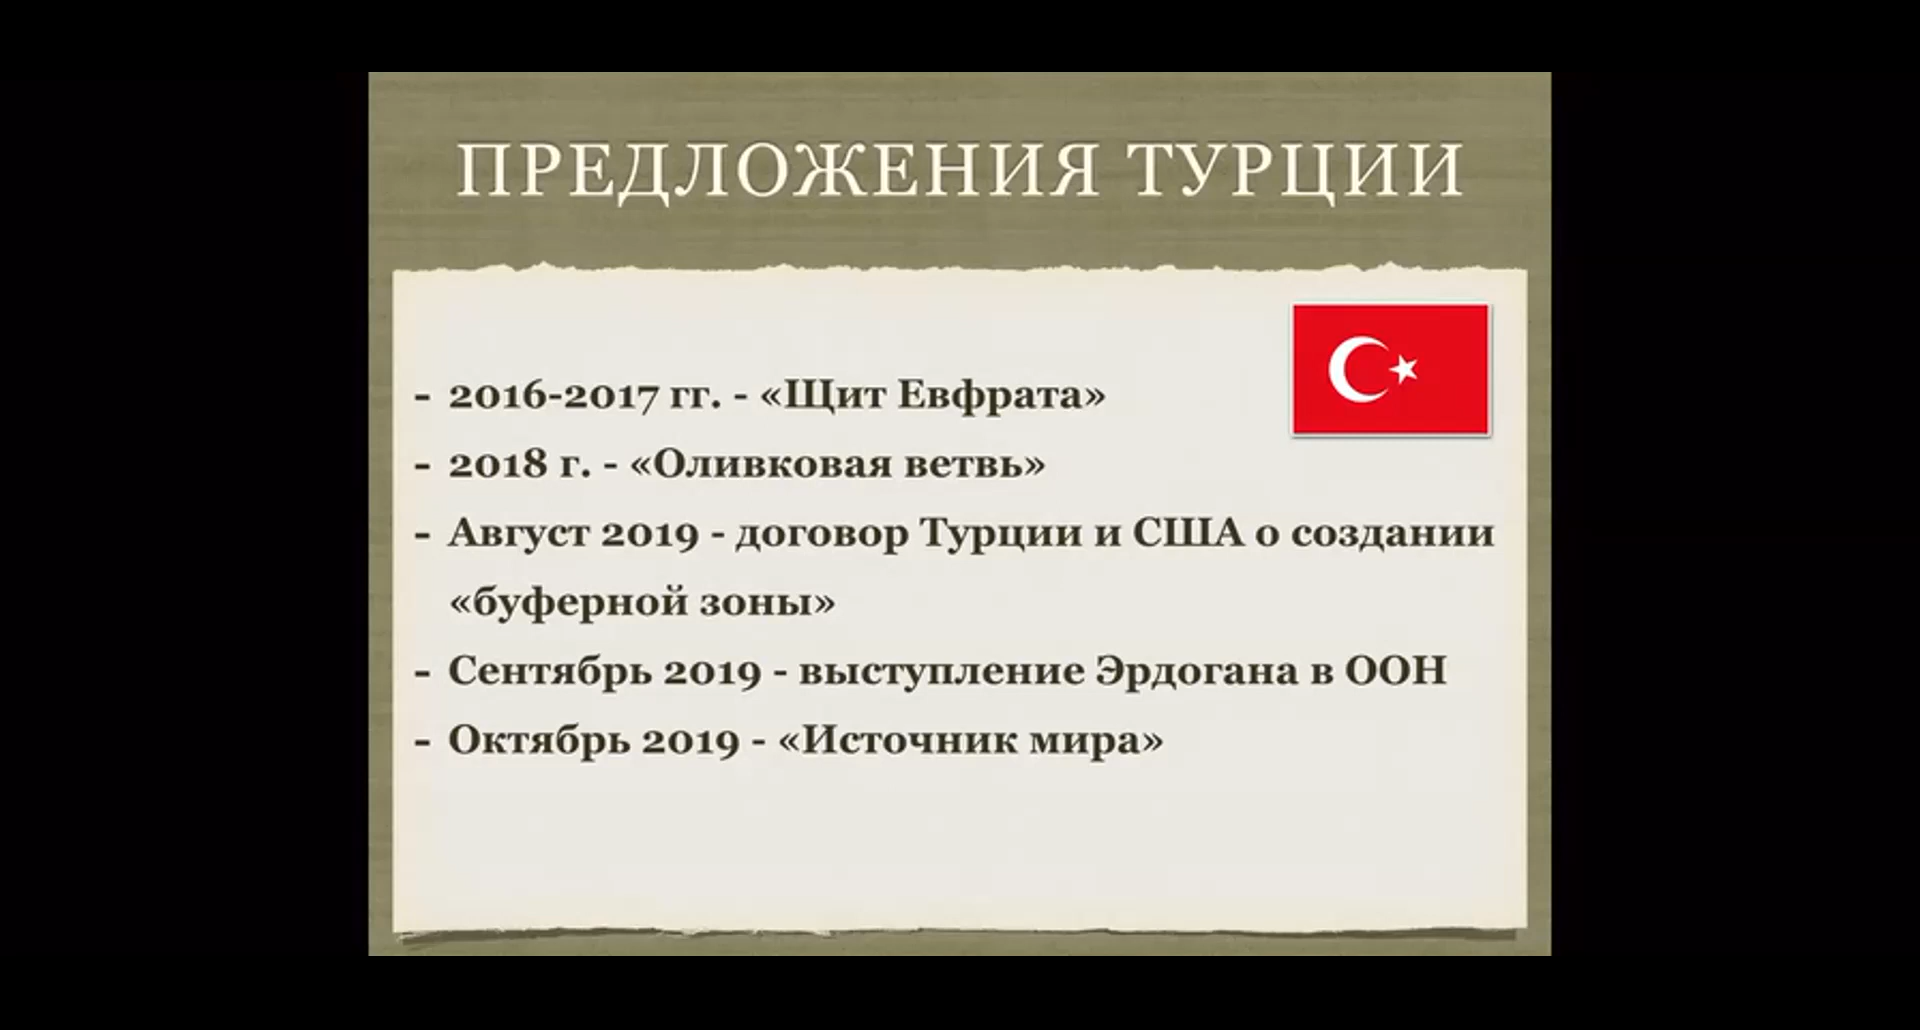 ПРЕДЛОЖЕНИЯ ТУРЦИИ
- 2016-2017 гг. - «Щит Евфрата»
- 2018 г. - «Оливковая ветвь»
- Август 2019 - договор Турции и США о создании
«буферной зоны»
- Сентябрь 2019 - выступление Эрдогана в ООН
- Октябрь 2019 - «Источник мира»